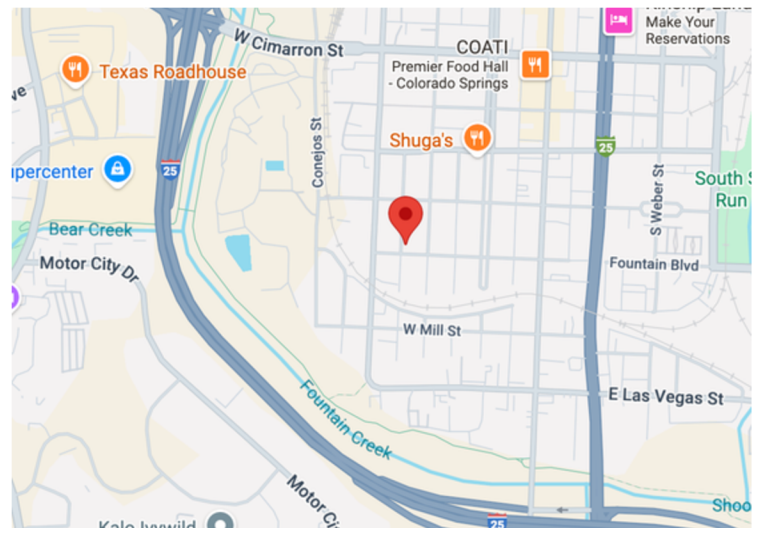 Make Your
Reservations
W Cimarron St
COATI
Premier Food Hall
- Colorado Springs
Texas Roadhouse
Shuga's
Conejos St
25
25
upercenter
S Weber St
South S
Run
Bear Creek
Motor City Dr
Fountain Blvd
W Mill St
E Las Vegas St
Fountain Creek
Motor Ci
Shoo
25